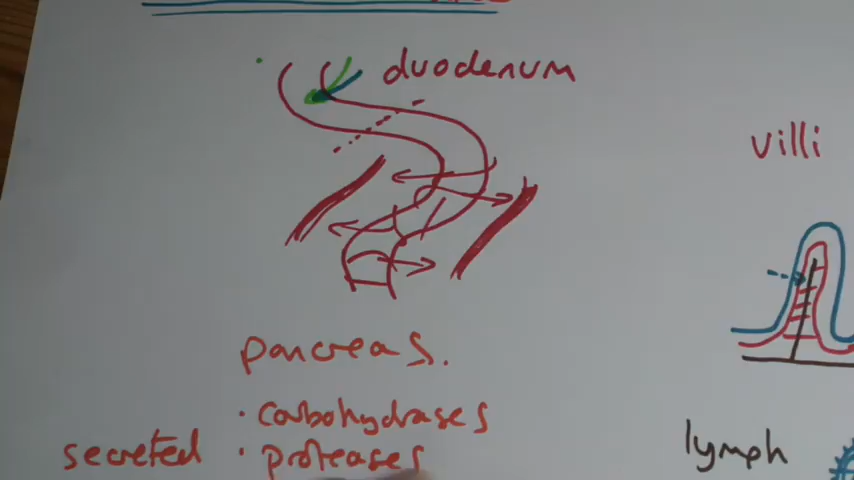 duodenum
villi
pancreas.
· carbohydrases
secreted · proteases
lymph